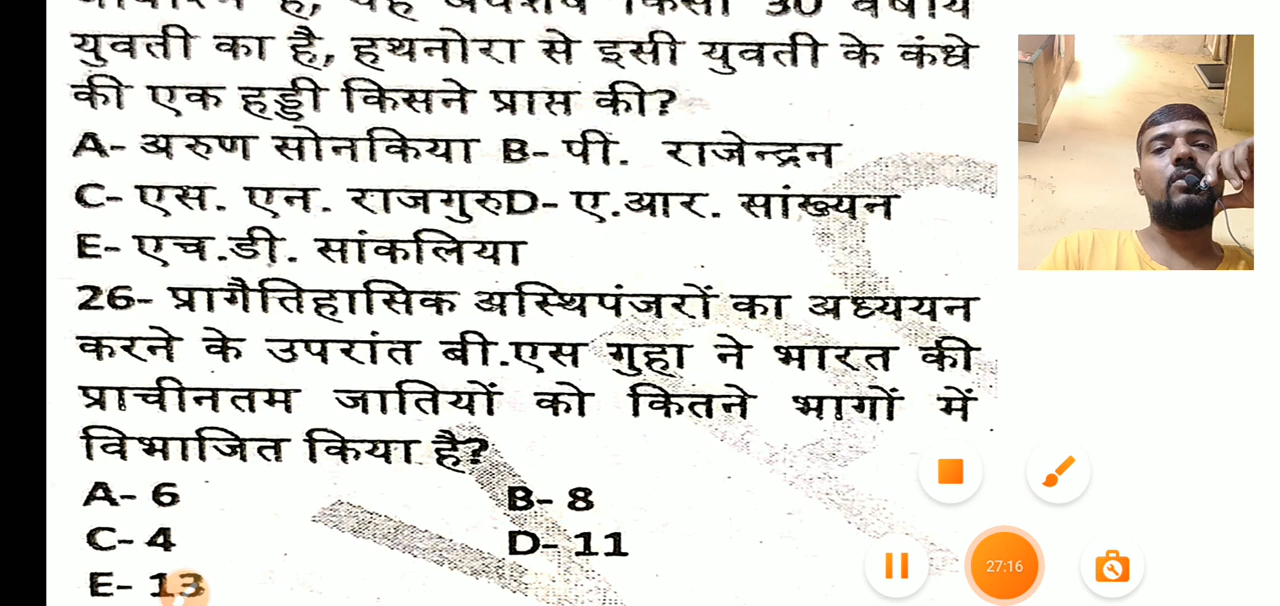 30
युवती का है, हथनोरा से इसी युवती के कंधे
की एक हड्डी किसने प्राप्त की?
A- अरुण सोनकिया B- पी. राजेन्द्रन
C- एस. एन. राजगुरुD- ए.आर. सांख्यन
E- एच.डी. सांकलिया
26- प्रागैतिहासिक अस्थिपंजरों का अध्ययन
करने के उपरांत बी.एस गुहा ने भारत की
प्राचीनतम जातियों को कितने भागों में
विभाजित किया है?
A- 6 B- 8
C- 4 D- 11
E- 13
27:16